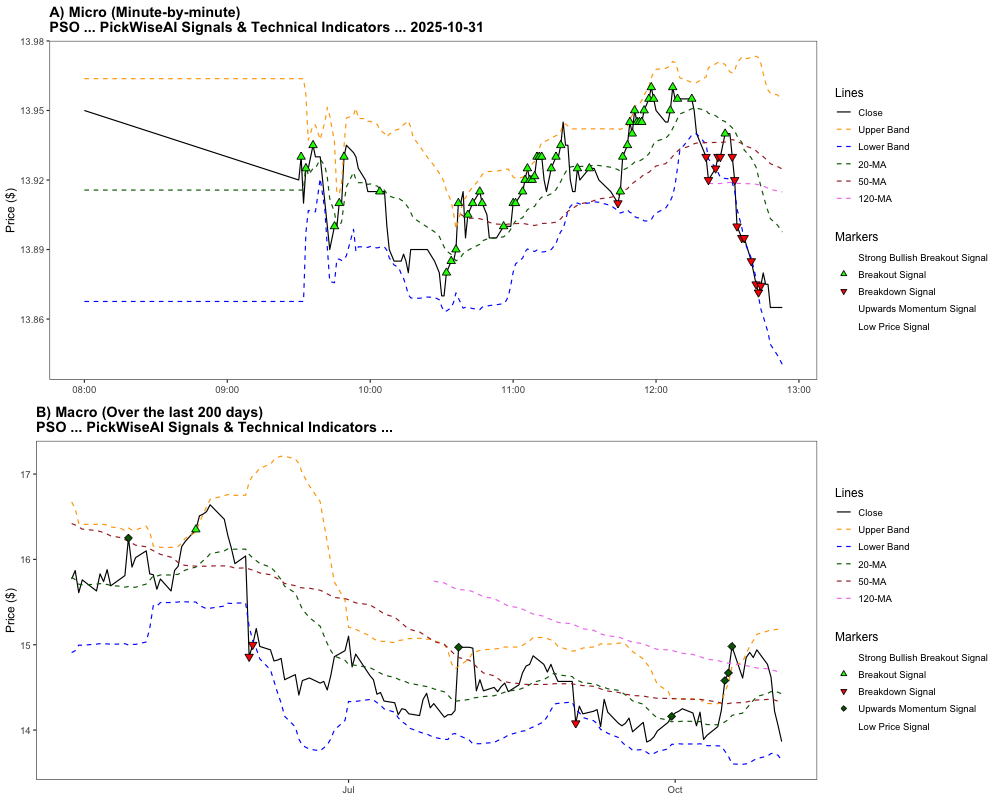 A) Micro (Minute-by-minute)
PSO ... PickWiseAI Signals & Technical Indicators ... 2025-10-31
13.98
13.95
13.92
13.89
13.86
Price ($)
08:00
09:00
10:00
11:00
12:00
13:00
Lines
Close
Upper Band
Lower Band
20-MA
50-MA
120-MA
Markers
Strong Bullish Breakout Signal
Breakout Signal
Breakdown Signal
Upwards Momentum Signal
Low Price Signal
B) Macro (Over the last 200 days)
PSO ... PickWiseAI Signals & Technical Indicators ...
17
16
15
14
Price ($)
Jul
Oct
Lines
Close
Upper Band
Lower Band
20-MA
50-MA
120-MA
Markers
Strong Bullish Breakout Signal
Breakout Signal
Breakdown Signal
Upwards Momentum Signal
Low Price Signal